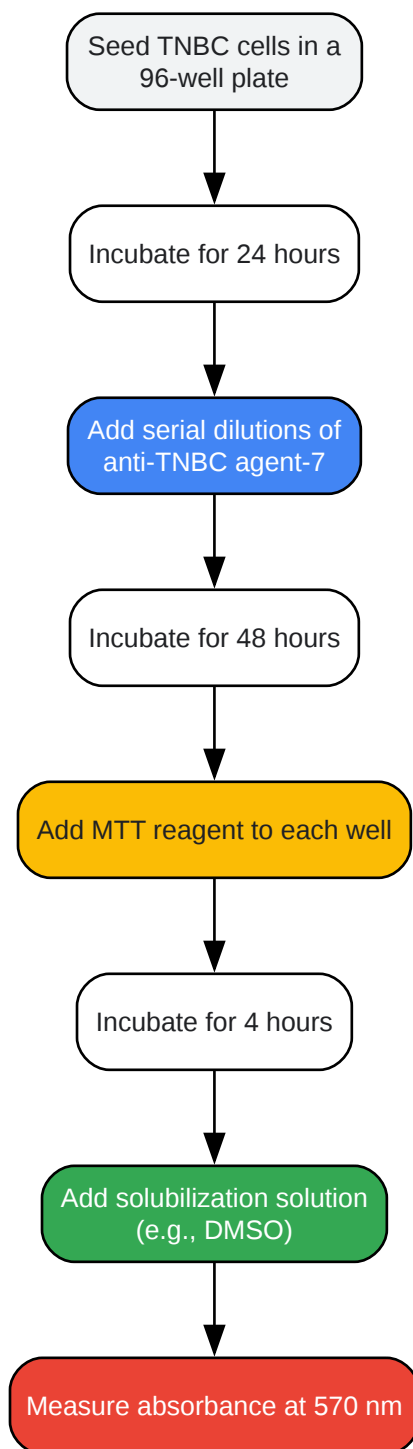 Seed TNBC cells in a
96-well plate
Incubate for 24 hours
Add serial dilutions of
anti-TNBC agent-7
Incubate for 48 hours
Add MTT reagent to each well
Incubate for 4 hours
Add solubilization solution
(e.g., DMSO)
Measure absorbance at 570 nm